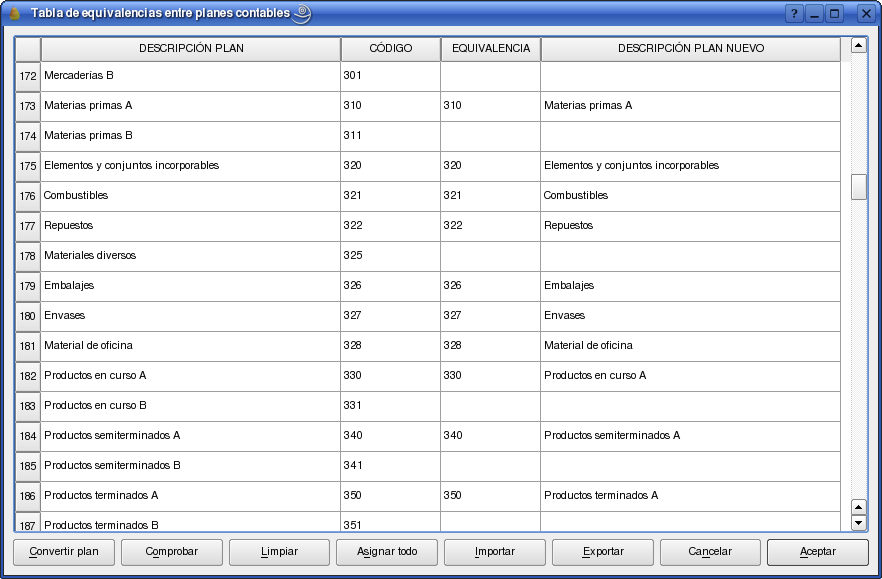 Tabla de equivalencias entre planes contables
DESCRIPCIÓN PLAN CÓDIGO EQUIVALENCIA DESCRIPCIÓN PLAN NUEVO
172 Mercaderías B 301
173 Materias primas A 310 310 Materias primas A
174 Materias primas B 311
175 Elementos y conjuntos incorporables 320 320 Elementos y conjuntos incorporables
176 Combustibles 321 321 Combustibles
177 Repuestos 322 322 Repuestos
178 Materiales diversos 325
179 Embalajes 326 326 Embalajes
180 Envases 327 327 Envases
181 Material de oficina 328 328 Material de oficina
182 Productos en curso A 330 330 Productos en curso A
183 Productos en curso B 331
184 Productos semiterminados A 340 340 Productos semiterminados A
185 Productos semiterminados B 341
186 Productos terminados A 350 350 Productos terminados A
187 Productos terminados B 351
Convertir plan Comprobar Limpiar Asignar todo Importar Exportar Cancelar Aceptar